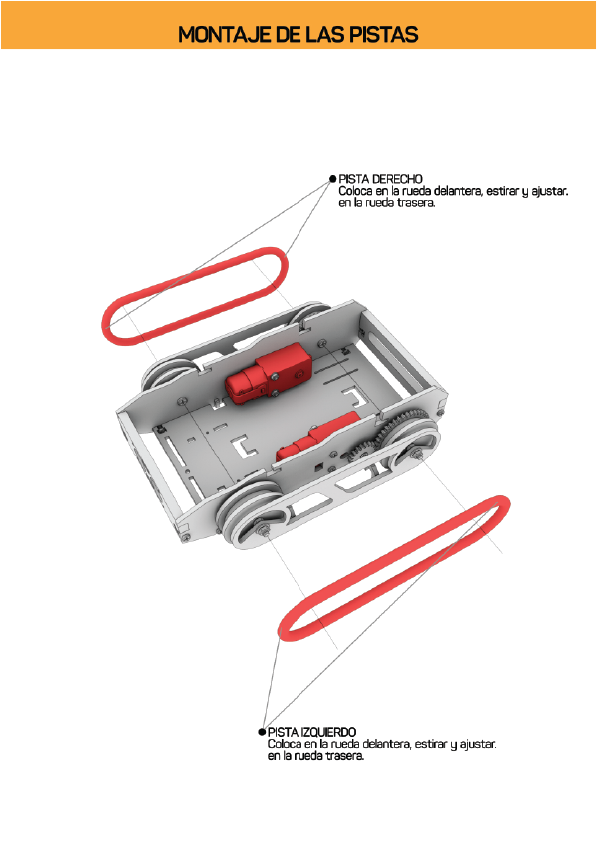 MONTAJE DE LAS PISTAS
PISTA DERECHO
Coloca en la rueda delantera, estirar y ajustar.
en la rueda trasera.
PISTA IZQUIERDO
Coloca en la rueda delantera, estirar y ajustar.
en la rueda trasera.